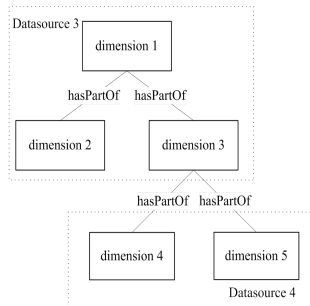 Datasource 3
dimension 1
hasPartOf hasPartOf
dimension 2 dimension 3
hasPartOf hasPartOf
dimension 4 dimension 5
Datasource 4